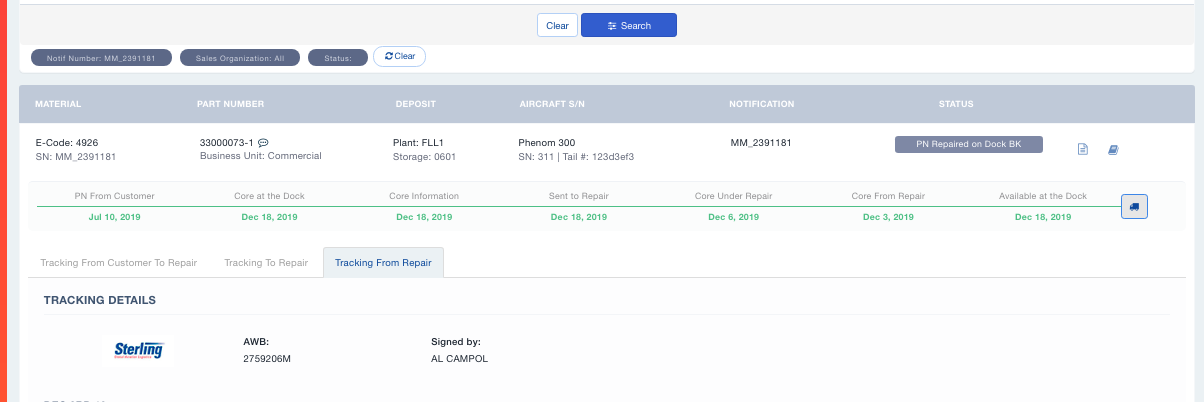 Clear
Search
Notif Number: MM_2391181
Sales Organization: All
Status:
Clear
MATERIAL
PART NUMBER
DEPOSIT
AIRCRAFT S/N
NOTIFICATION
STATUS
E-Code: 4926
SN: MM_2391181
33000073-1
Business Unit: Commercial
Plant: FLL1
Storage: 0601
Phenom 300
SN: 311 | Tail #: 123d3ef3
MM_2391181
PN Repaired on Dock BK
PN From Customer
Jul 10, 2019
Core at the Dock
Dec 18, 2019
Core Information
Dec 18, 2019
Sent to Repair
Dec 18, 2019
Core Under Repair
Dec 6, 2019
Core From Repair
Dec 3, 2019
Available at the Dock
Dec 18, 2019
Tracking From Customer To Repair
Tracking To Repair
Tracking From Repair
TRACKING DETAILS
Sterling
AWB:
2759206M
Signed by:
AL CAMPOL